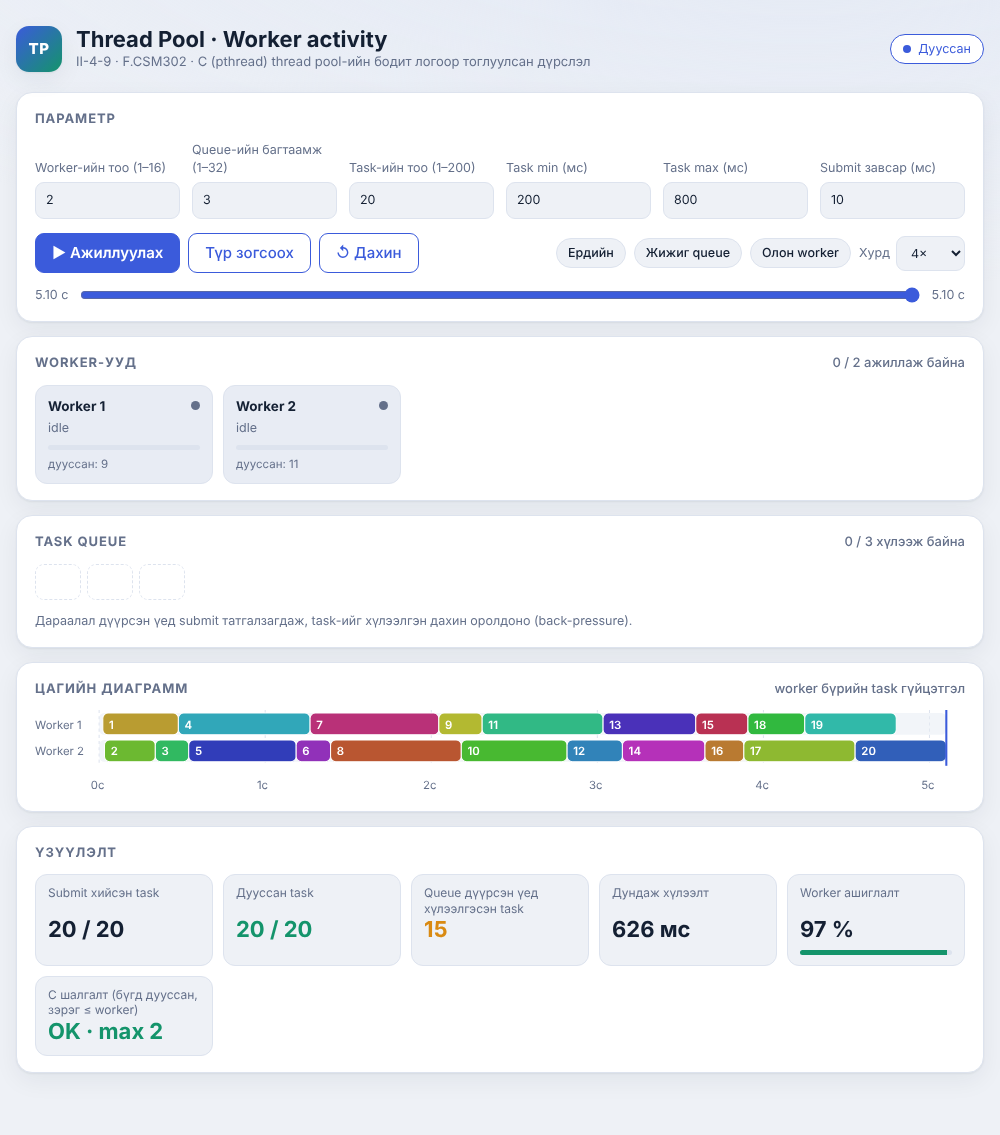 TP
Thread Pool · Worker activity
II-4-9 · F.CSM302 · C (pthread) thread pool-ийн бодит логоор тоглуулсан дүрслэл
Дууссан
ПАРАМЕТР
Worker-ийн тоо (1–16)
Queue-ийн багтаамж
(1–32)
Task-ийн тоо (1–200)
Task min (мс)
Task max (мс)
Submit завсар (мс)
2
3
20
200
800
10
▶ Ажиллуулах
Түр зогсоох
↺ Дахин
Ердийн
Жижиг queue
Олон worker
Хурд
4×
5.10 с
5.10 с
WORKER-УУД
0 / 2 ажиллаж байна
Worker 1
idle
дууссан: 9
Worker 2
idle
дууссан: 11
TASK QUEUE
0 / 3 хүлээж байна
Дараалал дүүрсэн үед submit татгалзагдаж, task-ийг хүлээлгэн дахин оролдоно (back-pressure).
ЦАГИЙН ДИАГРАММ
worker бүрийн task гүйцэтгэл
Worker 1 1 4 7 9 11 13 15 18 19
Worker 2 2 3 5 6 8 10 12 14 16 17 20
0с 1с 2с 3с 4с 5с
ҮЗҮҮЛЭЛТ
Submit хийсэн task
20 / 20
Дууссан task
20 / 20
Queue дүүрсэн үед
хүлээлгэсэн task
15
Дундаж хүлээлт
626 мс
Worker ашиглалт
97 %
C шалгалт (бүгд дууссан,
зэрэг ≤ worker)
OK · max 2